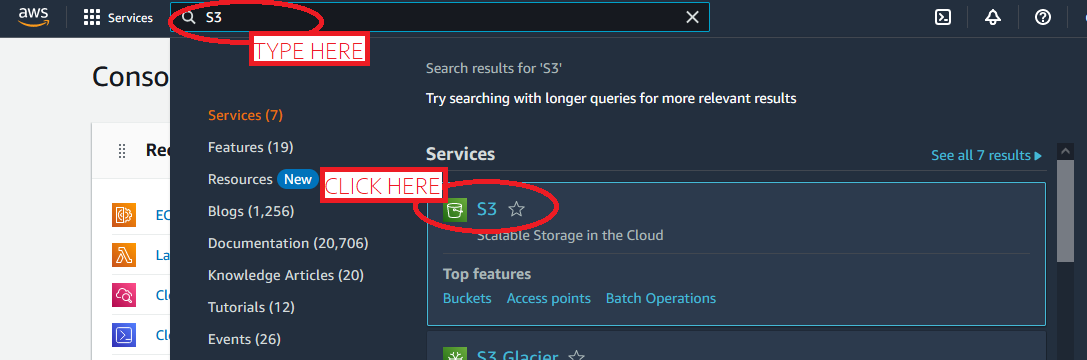 aws
Services
S3
TYPE HERE
Conso
Search results for 'S3'
Try searching with longer queries for more relevant results
Services (7)
Features (19)
Resources New
Blogs (1,256)
Documentation (20,706)
Knowledge Articles (20)
Tutorials (12)
Events (26)
Services
See all 7 results
CLICK HERE
S3
Scalable Storage in the Cloud
Top features
Buckets Access points Batch Operations
S3 Glacier
Rec
EC
La
Clo
Clo